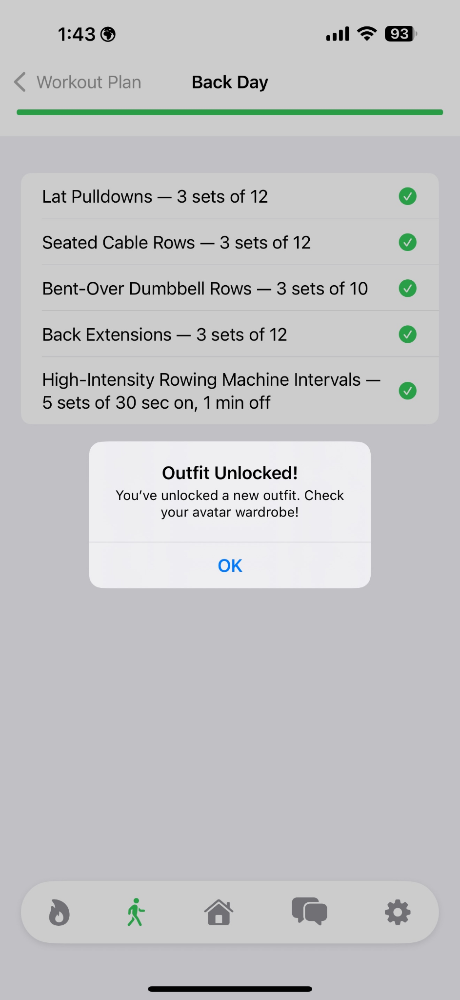 1:43
93
Workout Plan
Back Day
Lat Pulldowns — 3 sets of 12
Seated Cable Rows — 3 sets of 12
Bent-Over Dumbbell Rows — 3 sets of 10
Back Extensions — 3 sets of 12
High-Intensity Rowing Machine Intervals —
5 sets of 30 sec on, 1 min off
Outfit Unlocked!
You’ve unlocked a new outfit. Check
your avatar wardrobe!
OK